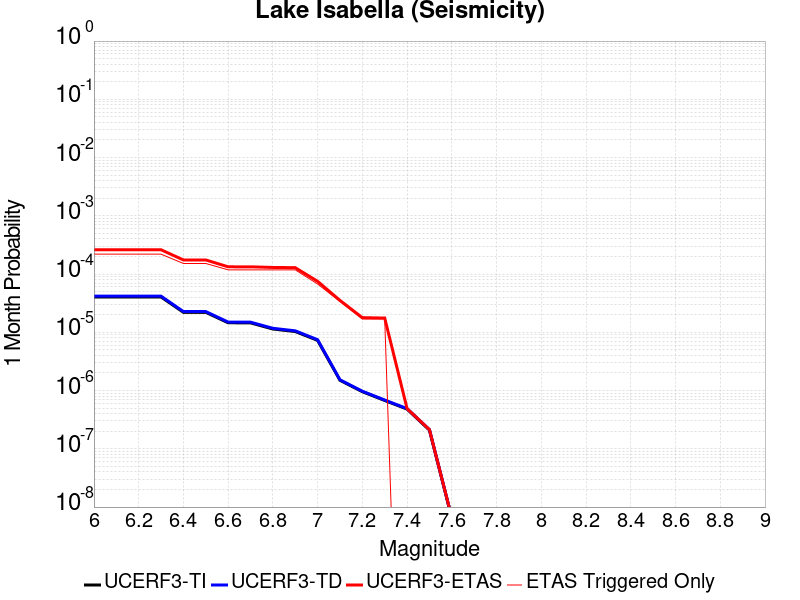 Lake Isabella (Seismicity)
10^0
10^-1
10^-2
10^-3
10^-4
10^-5
10^-6
10^-7
10^-8
1 Month Probability
6 6.2 6.4 6.6 6.8 7 7.2 7.4 7.6 7.8 8 8.2 8.4 8.6 8.8 9
Magnitude
UCERF3-TI UCERF3-TD UCERF3-ETAS ETAS Triggered Only